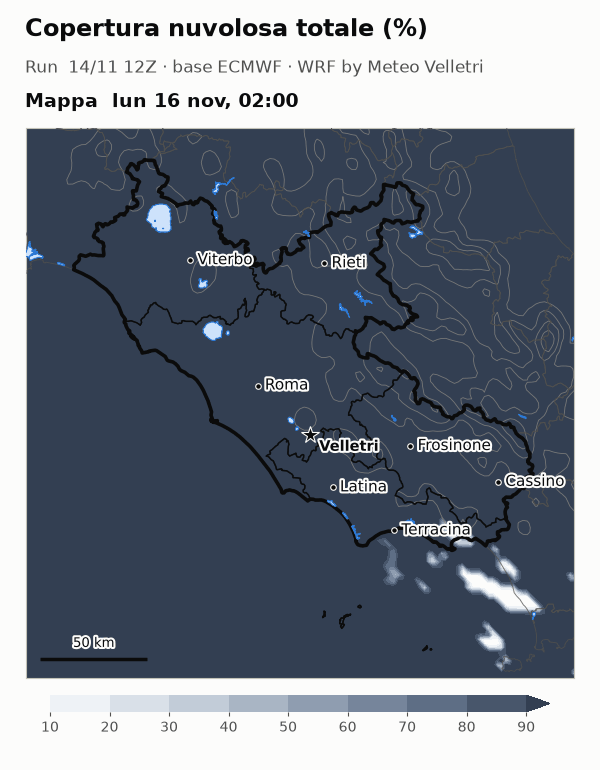 Copertura nuvolosa totale (%)
Run 14/11 12Z · base ECMWF · WRF by Meteo Velletri
Mappa lun 16 nov, 02:00
Viterbo
Rieti
Roma
Velletri
Frosinone
Cassino
Latina
Terracina
50 km
10 20 30 40 50 60 70 80 90